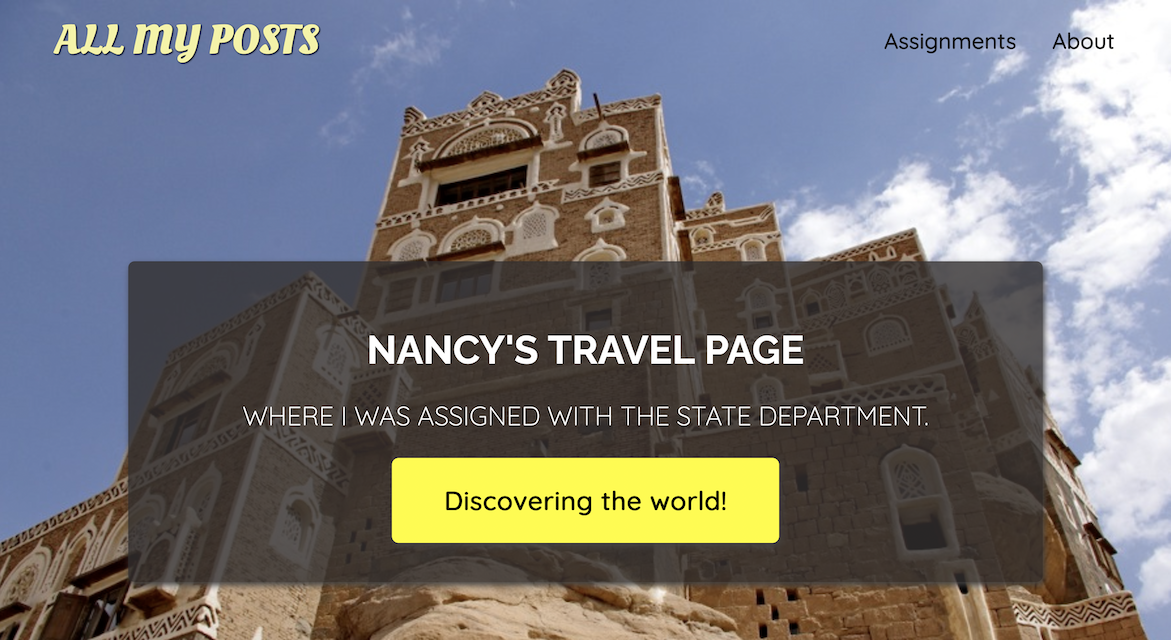 ALL MY POSTS
Assignments About
NANCY'S TRAVEL PAGE
WHERE I WAS ASSIGNED WITH THE STATE DEPARTMENT.
Discovering the world!